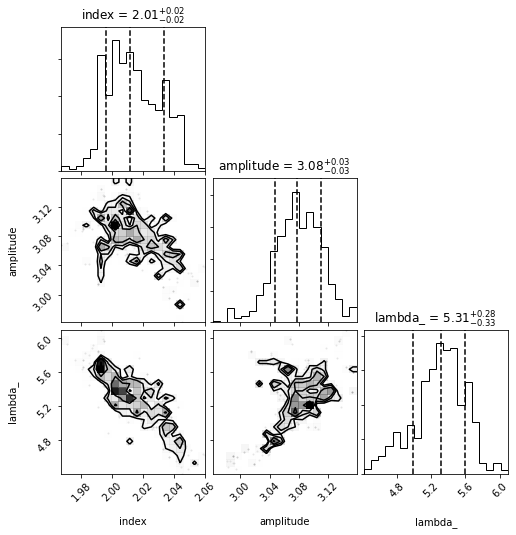 index = 2.01+0.02 −0.02
amplitude = 3.08+0.03 −0.03
amplitude
3.12
3.08
3.04
3.00
lambda_ = 5.31+0.28 −0.33
lambda_
6.0
5.6
5.2
4.8
1.98 2.00 2.02 2.04 2.06
3.00 3.04 3.08 3.12
4.8 5.2 5.6 6.0
index
amplitude
lambda_